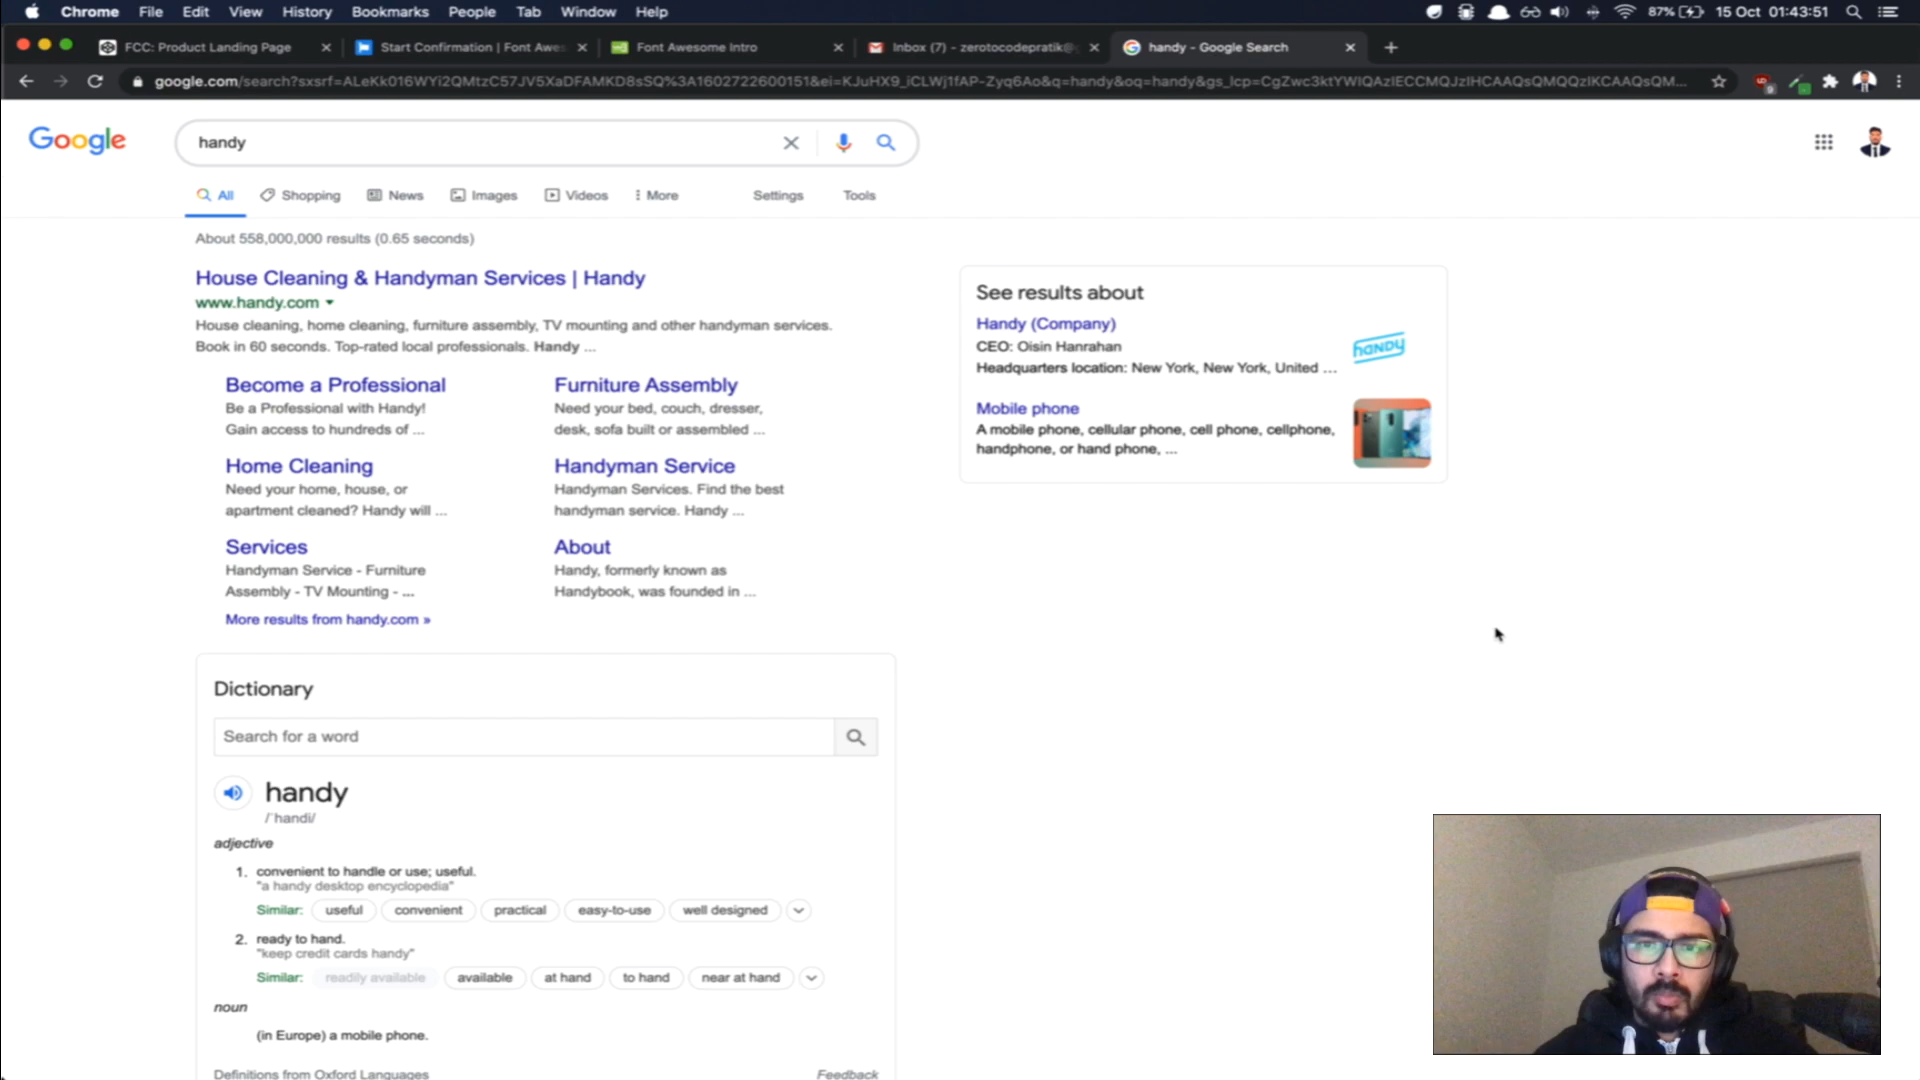 Chrome File Edit View History Bookmarks People Tab Window Help 87% 15 Oct 01:43:51
FCC: Product Landing Page Start Confirmation | Font Awes Font Awesome Intro Inbox (7) - zerotocodepratik@ handy - Google Search
google.com/search?sxsrf=ALeKk016WYi2QMtzC57JV5XaDFAMKD8sSQ%3A1602722600151&ei=KJuHX9_iCLWj1fAP-Zyq6Ao&q=handy&oq=handy&gs_lcp=CgZwc3ktYWIQAzIECCMQJzIHCAAQsQMQQzIKCAAQsQM...
Google handy
All Shopping News Images Videos More Settings Tools
About 558,000,000 results (0.65 seconds)
House Cleaning & Handyman Services | Handy
www.handy.com
House cleaning, home cleaning, furniture assembly, TV mounting and other handyman services.
Book in 60 seconds. Top-rated local professionals. Handy ...
Become a Professional
Be a Professional with Handy!
Gain access to hundreds of ...
Furniture Assembly
Need your bed, couch, dresser,
desk, sofa built or assembled ...
Home Cleaning
Need your home, house, or
apartment cleaned? Handy will ...
Handyman Service
Handyman Services. Find the best
handyman service. Handy ...
Services
Handyman Service - Furniture
Assembly - TV Mounting - ...
About
Handy, formerly known as
Handybook, was founded in ...
More results from handy.com »
See results about
Handy (Company)
CEO: Oisin Hanrahan
Headquarters location: New York, New York, United ...
HANDY
Mobile phone
A mobile phone, cellular phone, cell phone, cellphone,
handphone, or hand phone, ...
Dictionary
Search for a word
handy
/ˈhandi/
adjective
1. convenient to handle or use; useful.
"a handy desktop encyclopedia"
Similar: useful convenient practical easy-to-use well designed
2. ready to hand.
"keep credit cards handy"
Similar: readily available available at hand to hand near at hand
noun
(in Europe) a mobile phone.
Definitions from Oxford Languages Feedback